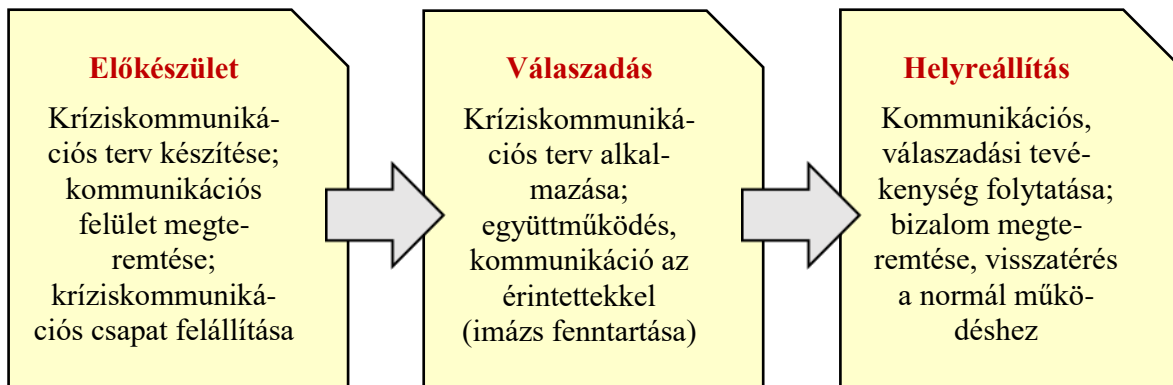 Előkészület
Kríziskommuniká-
ciós terv készítése;
kommunikációs
felület megte-
remtése;
kríziskommuniká-
ciós csapat felállítása
Válaszadás
Kríziskommuniká-
ciós terv alkal-
mazása;
együttműködés,
kommunikáció az
érintettekkel
(imázs fenntartása)
Helyreállítás
Kommunikációs,
válaszadási tevé-
kenység folytatása;
bizalom megte-
remtése, visszatérés
a normál műkö-
déshez